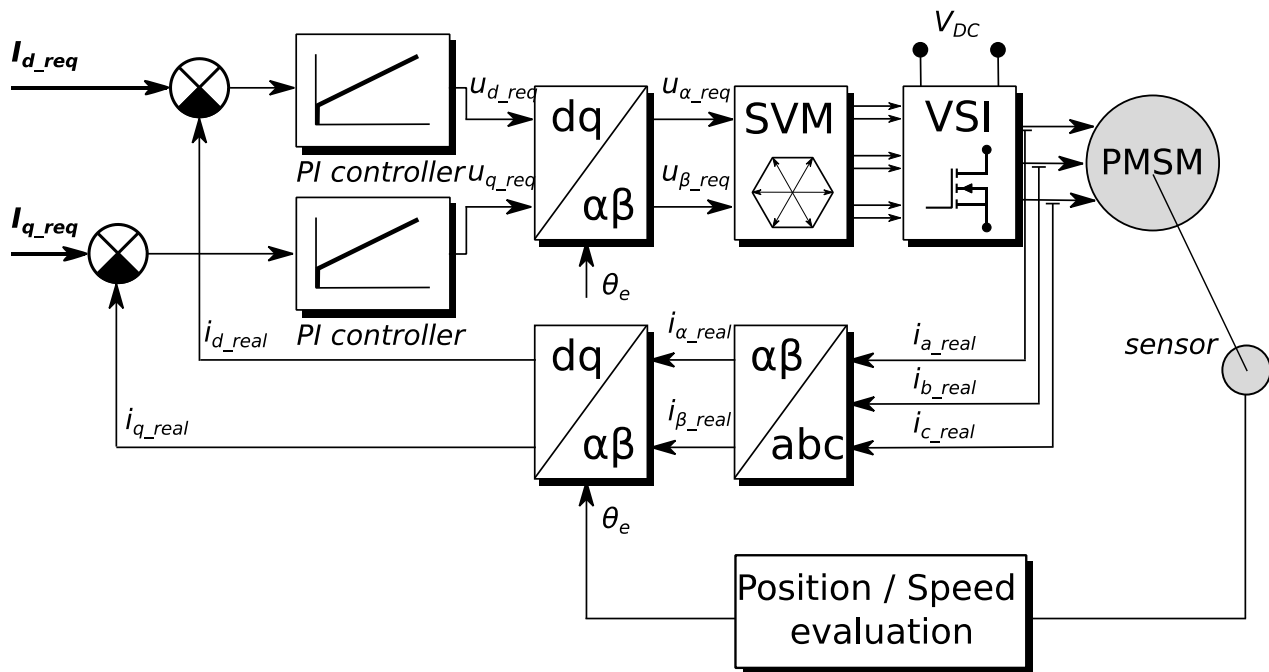 V_DC
I_d_req
u_d_req
u_α_req
dq
αβ
SVM
VSI
PMSM
PI controller
u_q_req
u_β_req
I_q_req
θ_e
PI controller
i_d_real
i_α_real
i_a_real
sensor
dq
αβ
αβ
abc
i_b_real
i_q_real
i_β_real
i_c_real
θ_e
Position / Speed
evaluation